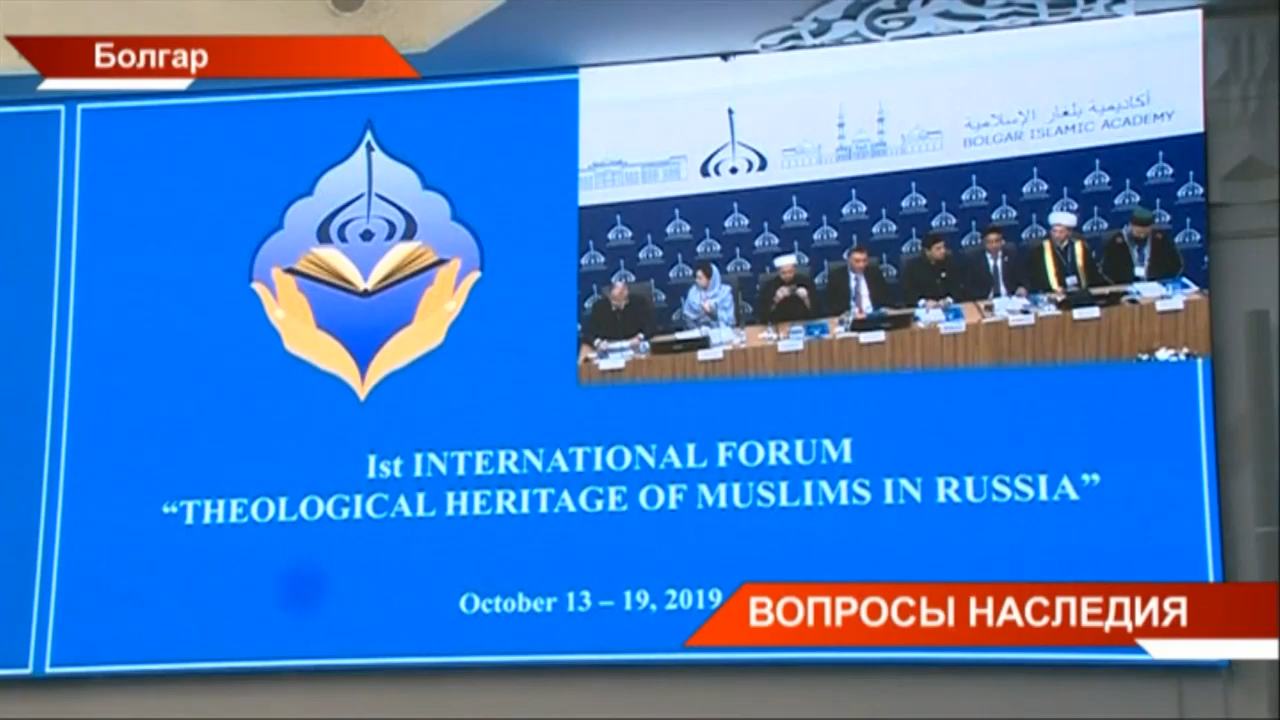 Болгар
أكاديمية بلغار الإسلامية
BOLGAR ISLAMIC ACADEMY
Ist INTERNATIONAL FORUM
“THEOLOGICAL HERITAGE OF MUSLIMS IN RUSSIA”
October 13 – 19, 2019
ВОПРОСЫ НАСЛЕДИЯ